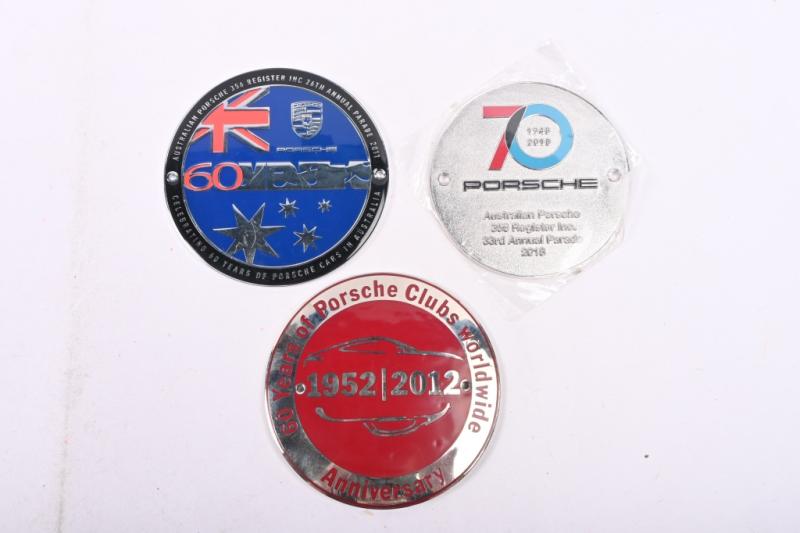 AUSTRALIAN PORSCHE 356 REGISTER INC 26TH ANNUAL PARADE 2011
PORSCHE
60 YEARS
CELEBRATING 60 YEARS OF PORSCHE CARS IN AUSTRALIA
70
1948
2018
PORSCHE
Australian Porsche
356 Register Inc.
33rd Annual Parade
2018
60 Years of Porsche Clubs worldwide
1952|2012
Anniversary